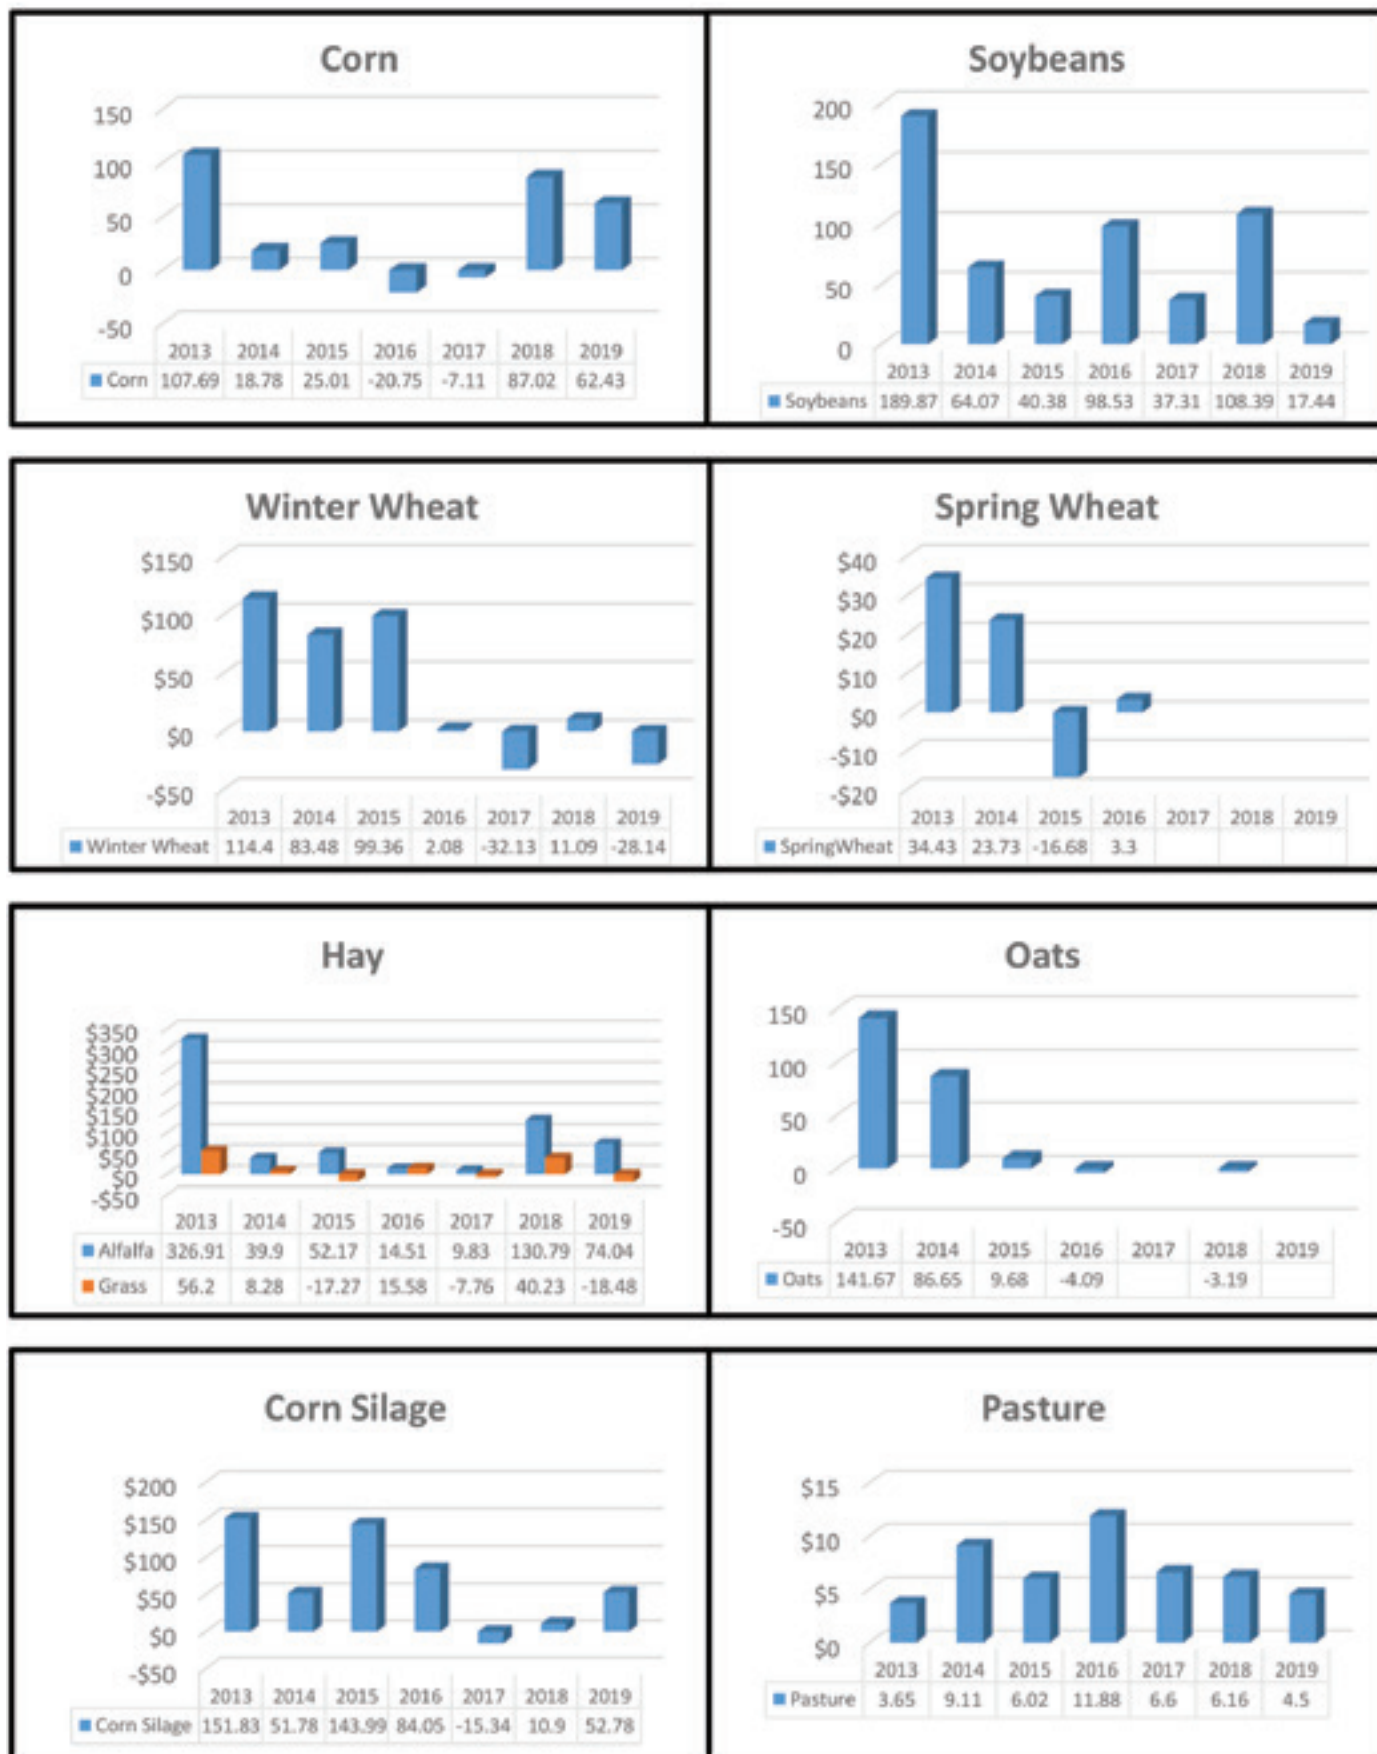 Corn
150
100
50
0
-50
2013 2014 2015 2016 2017 2018 2019
Corn 107.69 18.78 25.01 -20.75 -7.11 87.02 62.43
Soybeans
200
150
100
50
0
2013 2014 2015 2016 2017 2018 2019
Soybeans 189.87 64.07 40.38 98.53 37.31 108.39 17.44
Winter Wheat
$150
$100
$50
$0
-$50
2013 2014 2015 2016 2017 2018 2019
Winter Wheat 114.4 83.48 99.36 2.08 -32.13 11.09 -28.14
Spring Wheat
$40
$30
$20
$10
$0
-$10
-$20
2013 2014 2015 2016 2017 2018 2019
SpringWheat 34.43 23.73 -16.68 3.3
Hay
$350
$300
$250
$200
$150
$100
$50
$0
-$50
2013 2014 2015 2016 2017 2018 2019
Alfalfa 326.91 39.9 52.17 14.51 9.83 130.79 74.04
Grass 56.2 8.28 -17.27 15.58 -7.76 40.23 -18.48
Oats
150
100
50
0
-50
2013 2014 2015 2016 2017 2018 2019
Oats 141.67 86.65 9.68 -4.09 -3.19
Corn Silage
$200
$150
$100
$50
$0
-$50
2013 2014 2015 2016 2017 2018 2019
Corn Silage 151.83 51.78 143.99 84.05 -15.34 10.9 52.78
Pasture
$15
$10
$5
$0
2013 2014 2015 2016 2017 2018 2019
Pasture 3.65 9.11 6.02 11.88 6.6 6.16 4.5